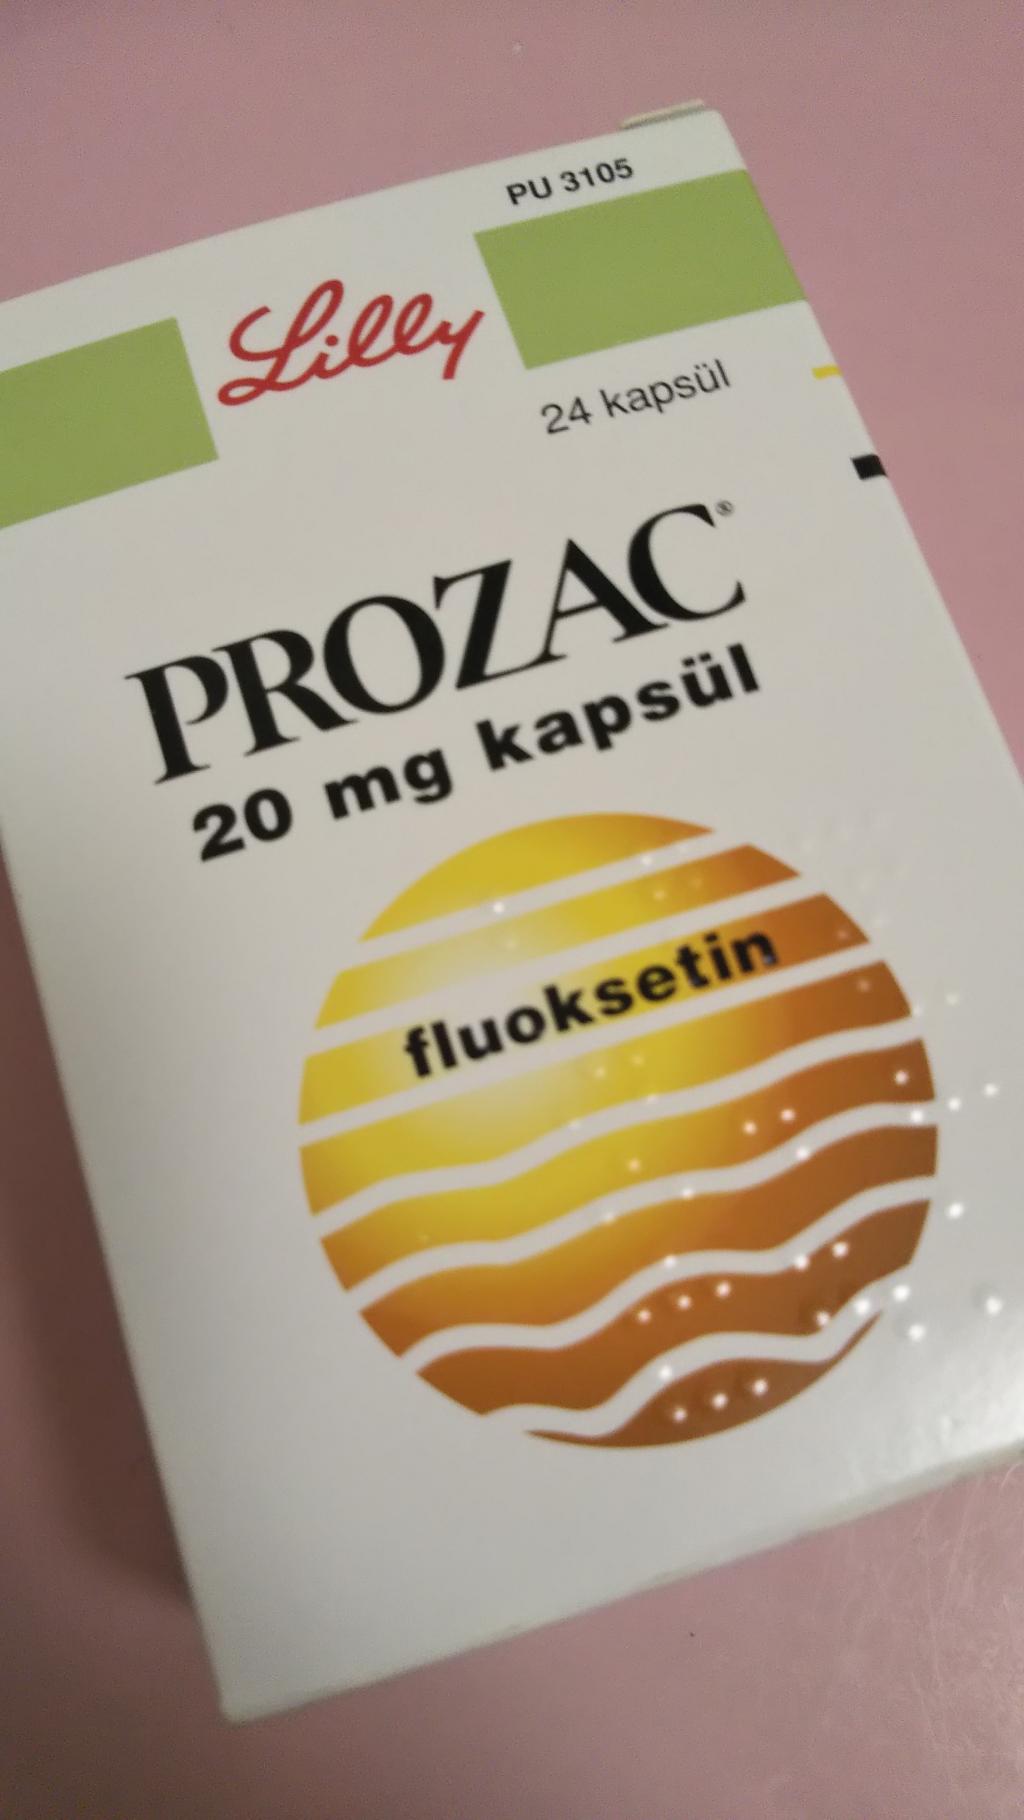 PU 3105
Lilly
24 kapsül
PROZAC®
20 mg kapsül
fluoksetin